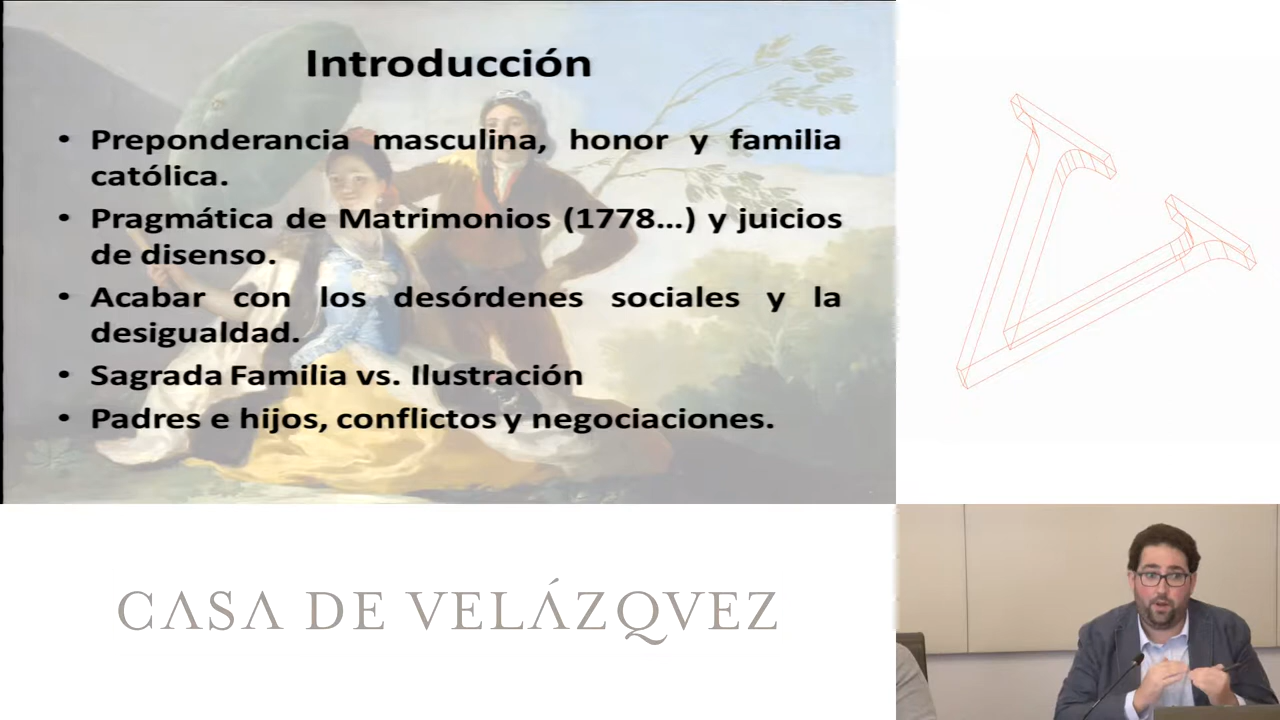 Introducción
• Preponderancia masculina, honor y familia
católica.
• Pragmática de Matrimonios (1778...) y juicios
de disenso.
• Acabar con los desórdenes sociales y la
desigualdad.
• Sagrada Familia vs. Ilustración
• Padres e hijos, conflictos y negociaciones.
CASA DE VELÁZQVEZ